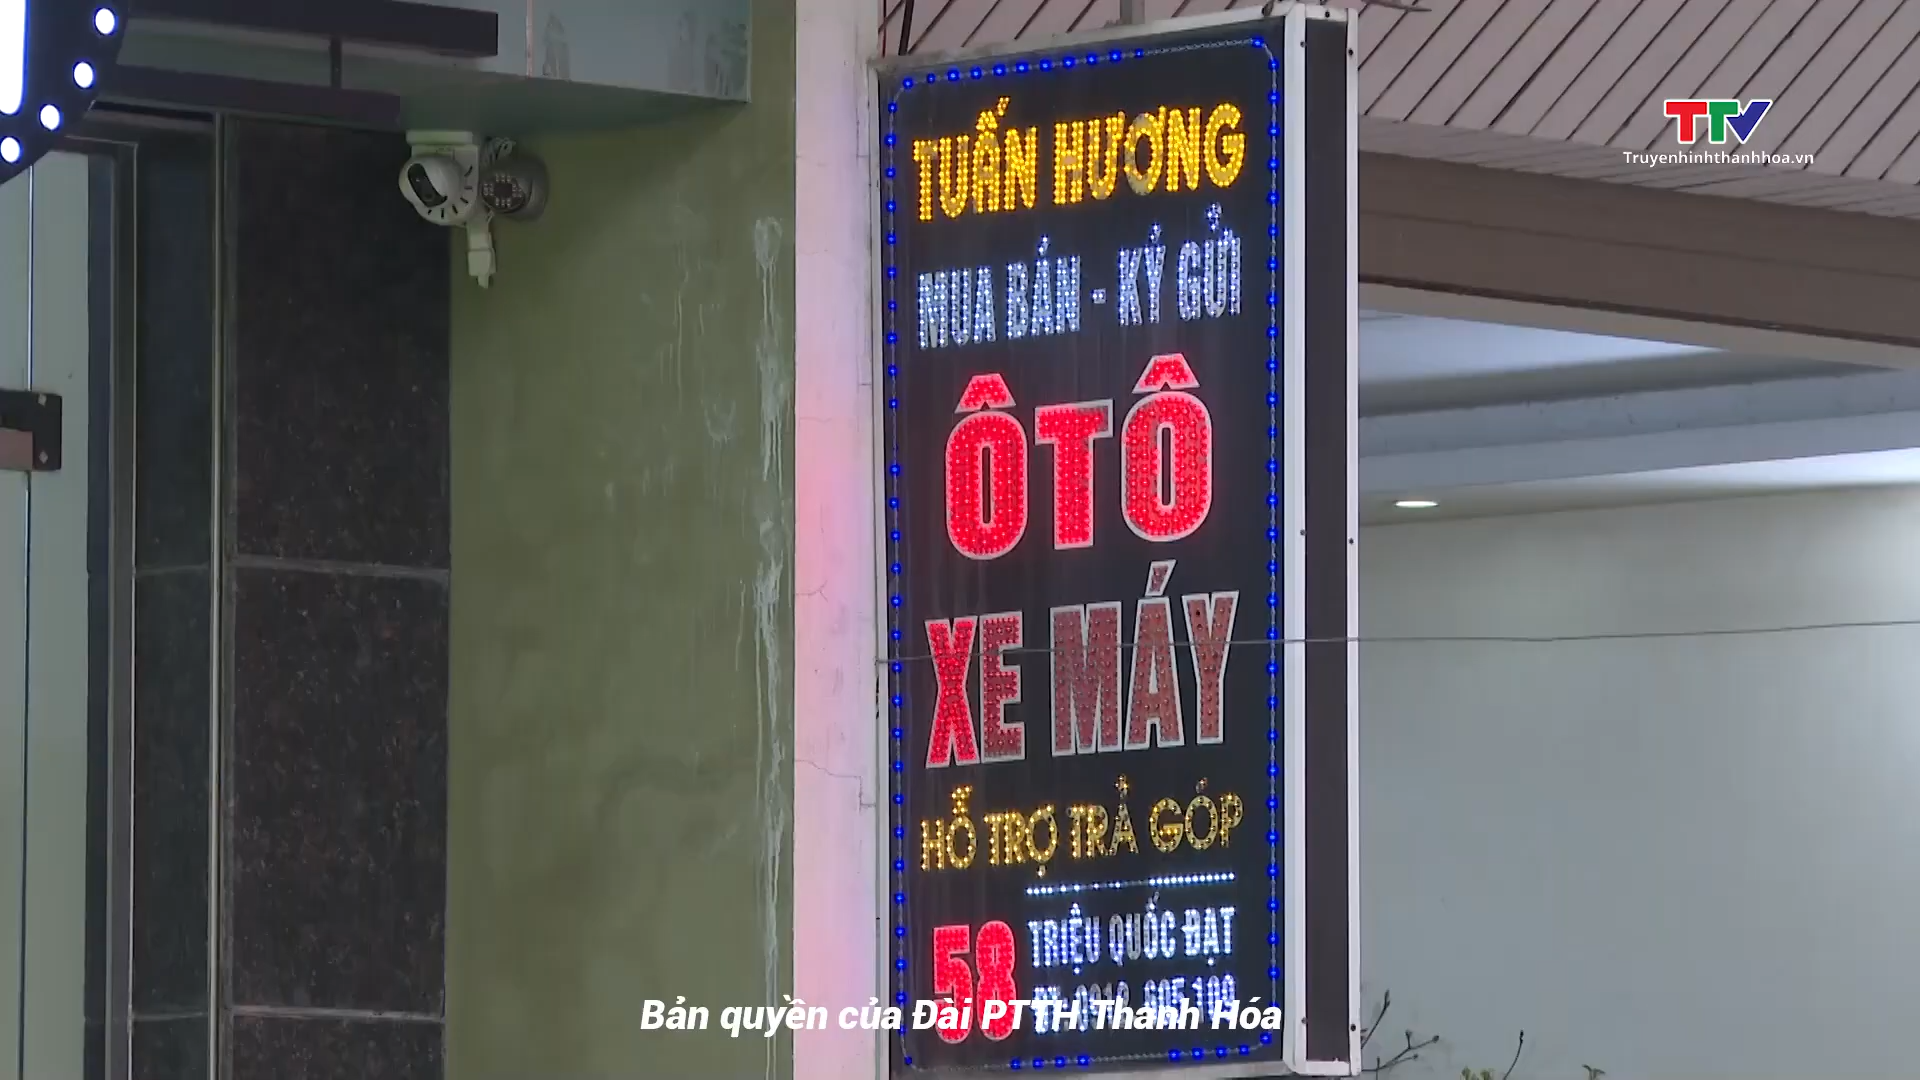 TTV
Truyenhinhthanhhoa.vn
TUẤN HƯƠNG
MUA BÁN - KÝ GỬI
ÔTÔ
XE MÁY
HỖ TRỢ TRẢ GÓP
58 TRIỆU QUỐC ĐẠT
Bản quyền của Đài PTTH Thanh Hóa